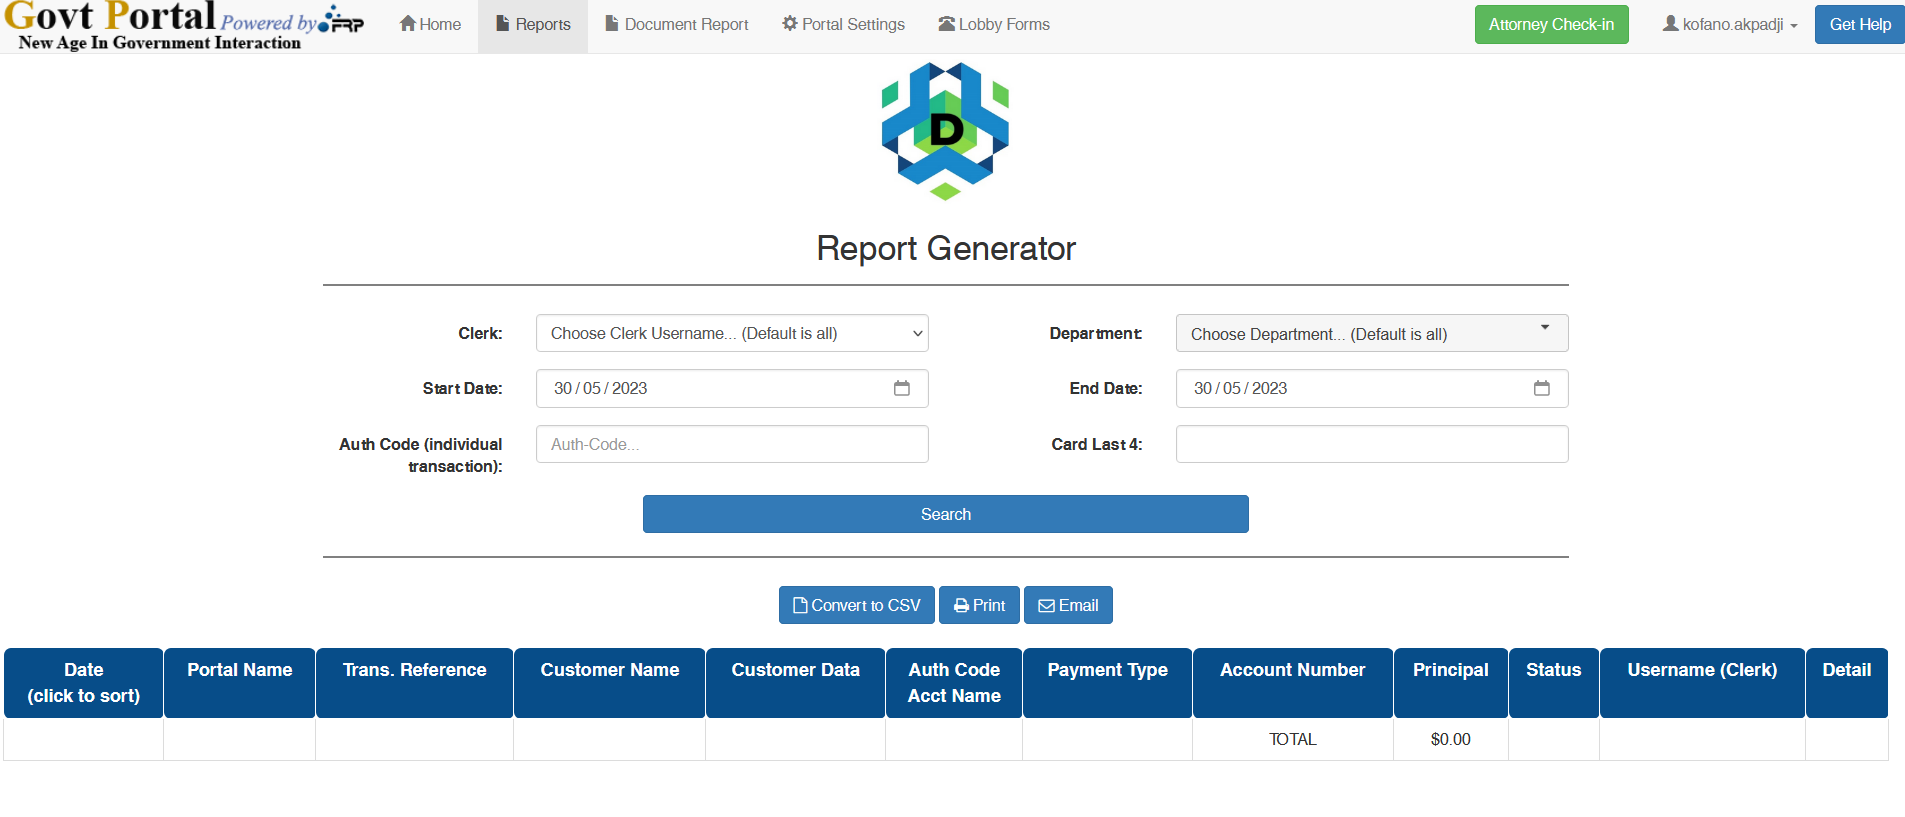 Govt Portal Powered by FRP
New Age In Government Interaction
Home
Reports
Document Report
Portal Settings
Lobby Forms
Attorney Check-in
kofano.akpadji
Get Help
D
Report Generator
Clerk:
Choose Clerk Username... (Default is all)
Department:
Choose Department... (Default is all)
Start Date:
30 / 05 / 2023
End Date:
30 / 05 / 2023
Auth Code (individual
transaction):
Auth-Code...
Card Last 4:
Search
Convert to CSV
Print
Email
Date
(click to sort)
Portal Name
Trans. Reference
Customer Name
Customer Data
Auth Code
Acct Name
Payment Type
Account Number
Principal
Status
Username (Clerk)
Detail
TOTAL
$0.00